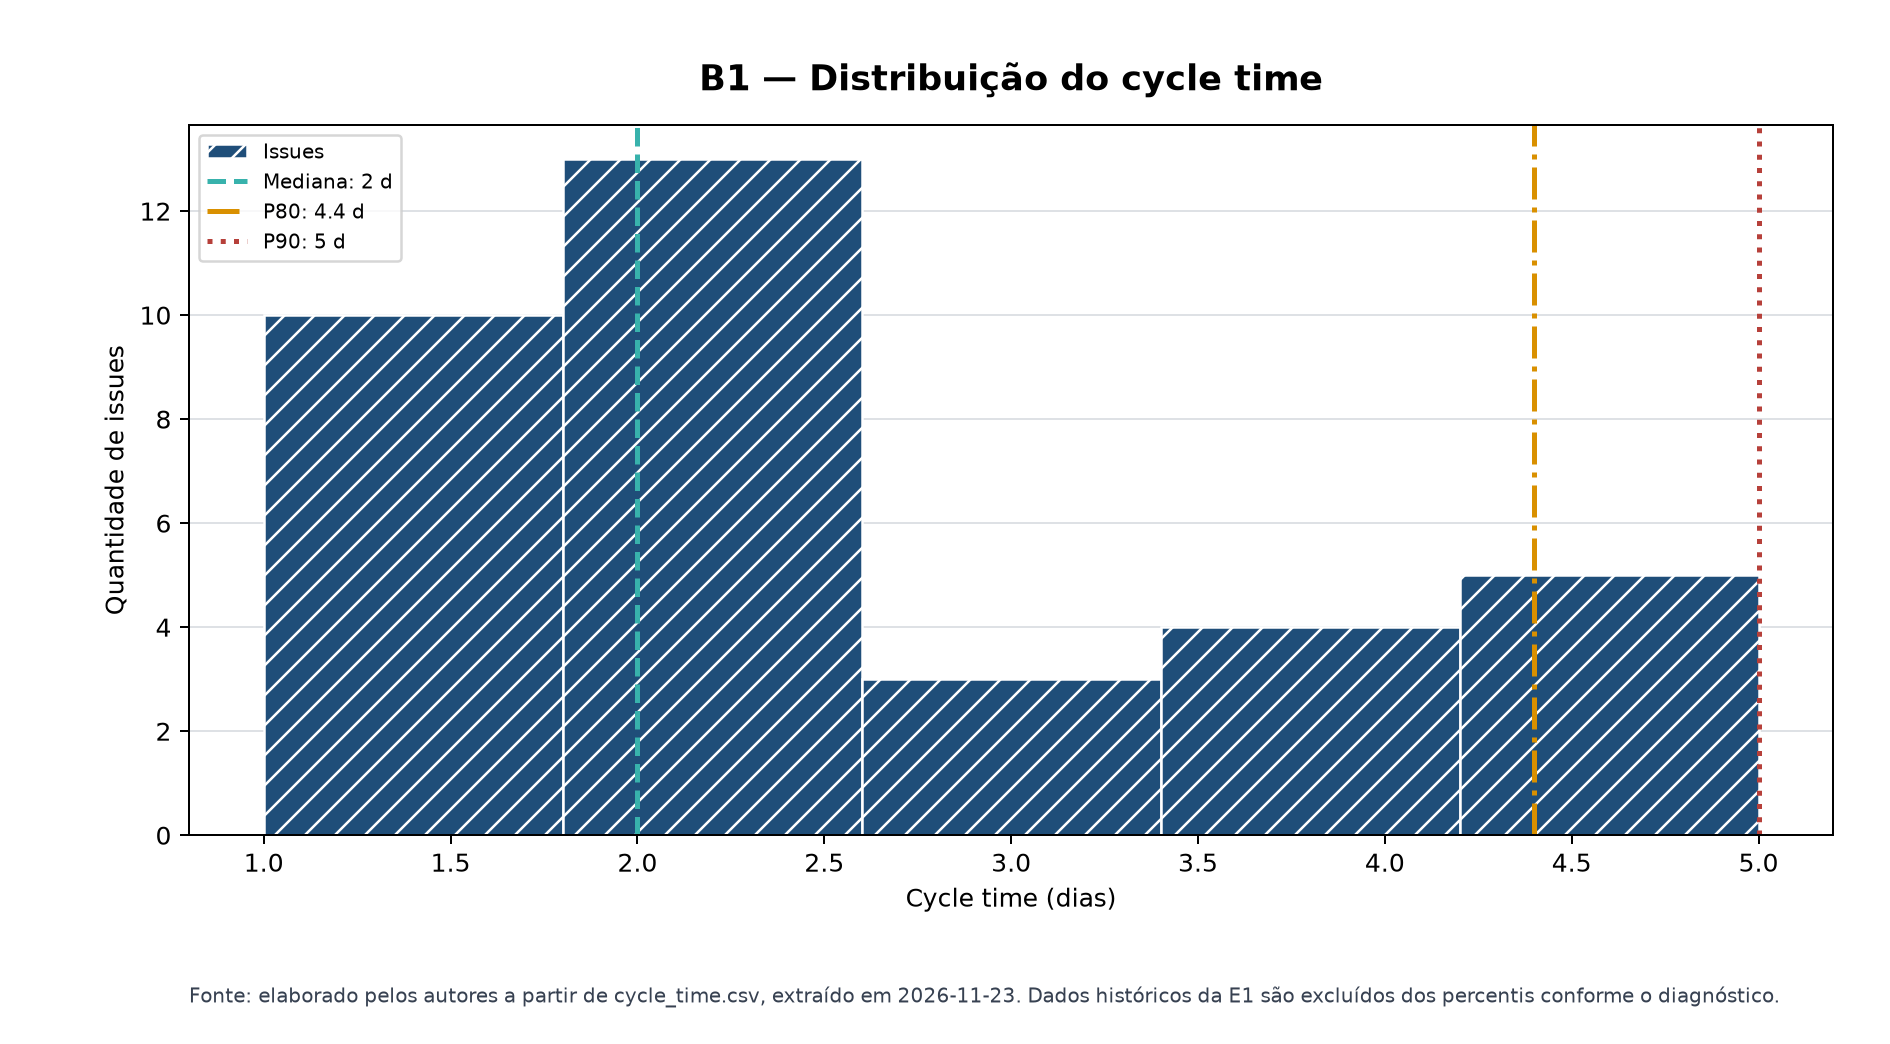 B1 — Distribuição do cycle time
Issues
Mediana: 2 d
P80: 4.4 d
P90: 5 d
Quantidade de issues
12
10
8
6
4
2
0
1.0 1.5 2.0 2.5 3.0 3.5 4.0 4.5 5.0
Cycle time (dias)
Fonte: elaborado pelos autores a partir de cycle_time.csv, extraído em 2026-11-23. Dados históricos da E1 são excluídos dos percentis conforme o diagnóstico.